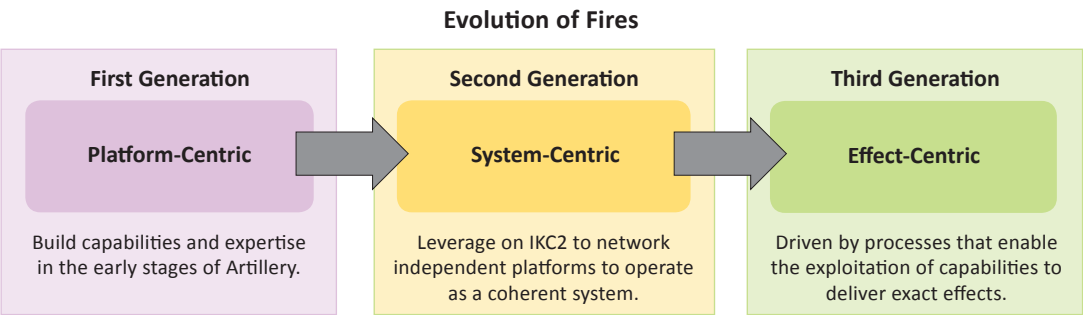 Evolution of Fires
First Generation
Platform-Centric
Build capabilities and expertise
in the early stages of Artillery.
Second Generation
System-Centric
Leverage on IKC2 to network
independent platforms to operate
as a coherent system.
Third Generation
Effect-Centric
Driven by processes that enable
the exploitation of capabilities to
deliver exact effects.